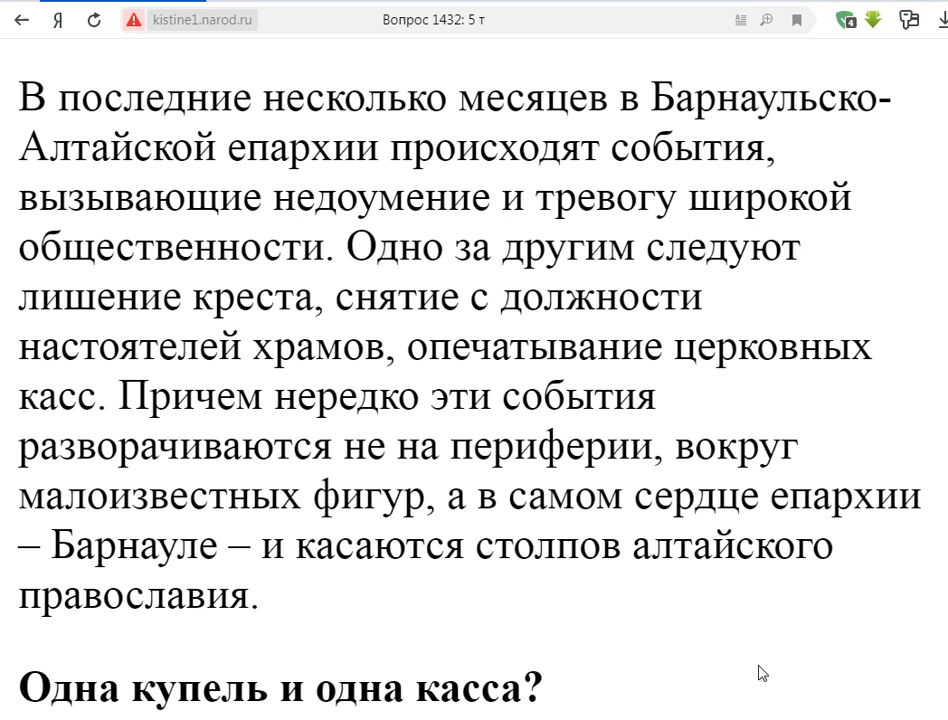 kistine1.narod.ru
Вопрос 1432: 5 т
4
В последние несколько месяцев в Барнаульско-
Алтайской епархии происходят события,
вызывающие недоумение и тревогу широкой
общественности. Одно за другим следуют
лишение креста, снятие с должности
настоятелей храмов, опечатывание церковных
касс. Причем нередко эти события
разворачиваются не на периферии, вокруг
малоизвестных фигур, а в самом сердце епархии
– Барнауле – и касаются столпов алтайского
православия.
Одна купель и одна касса?